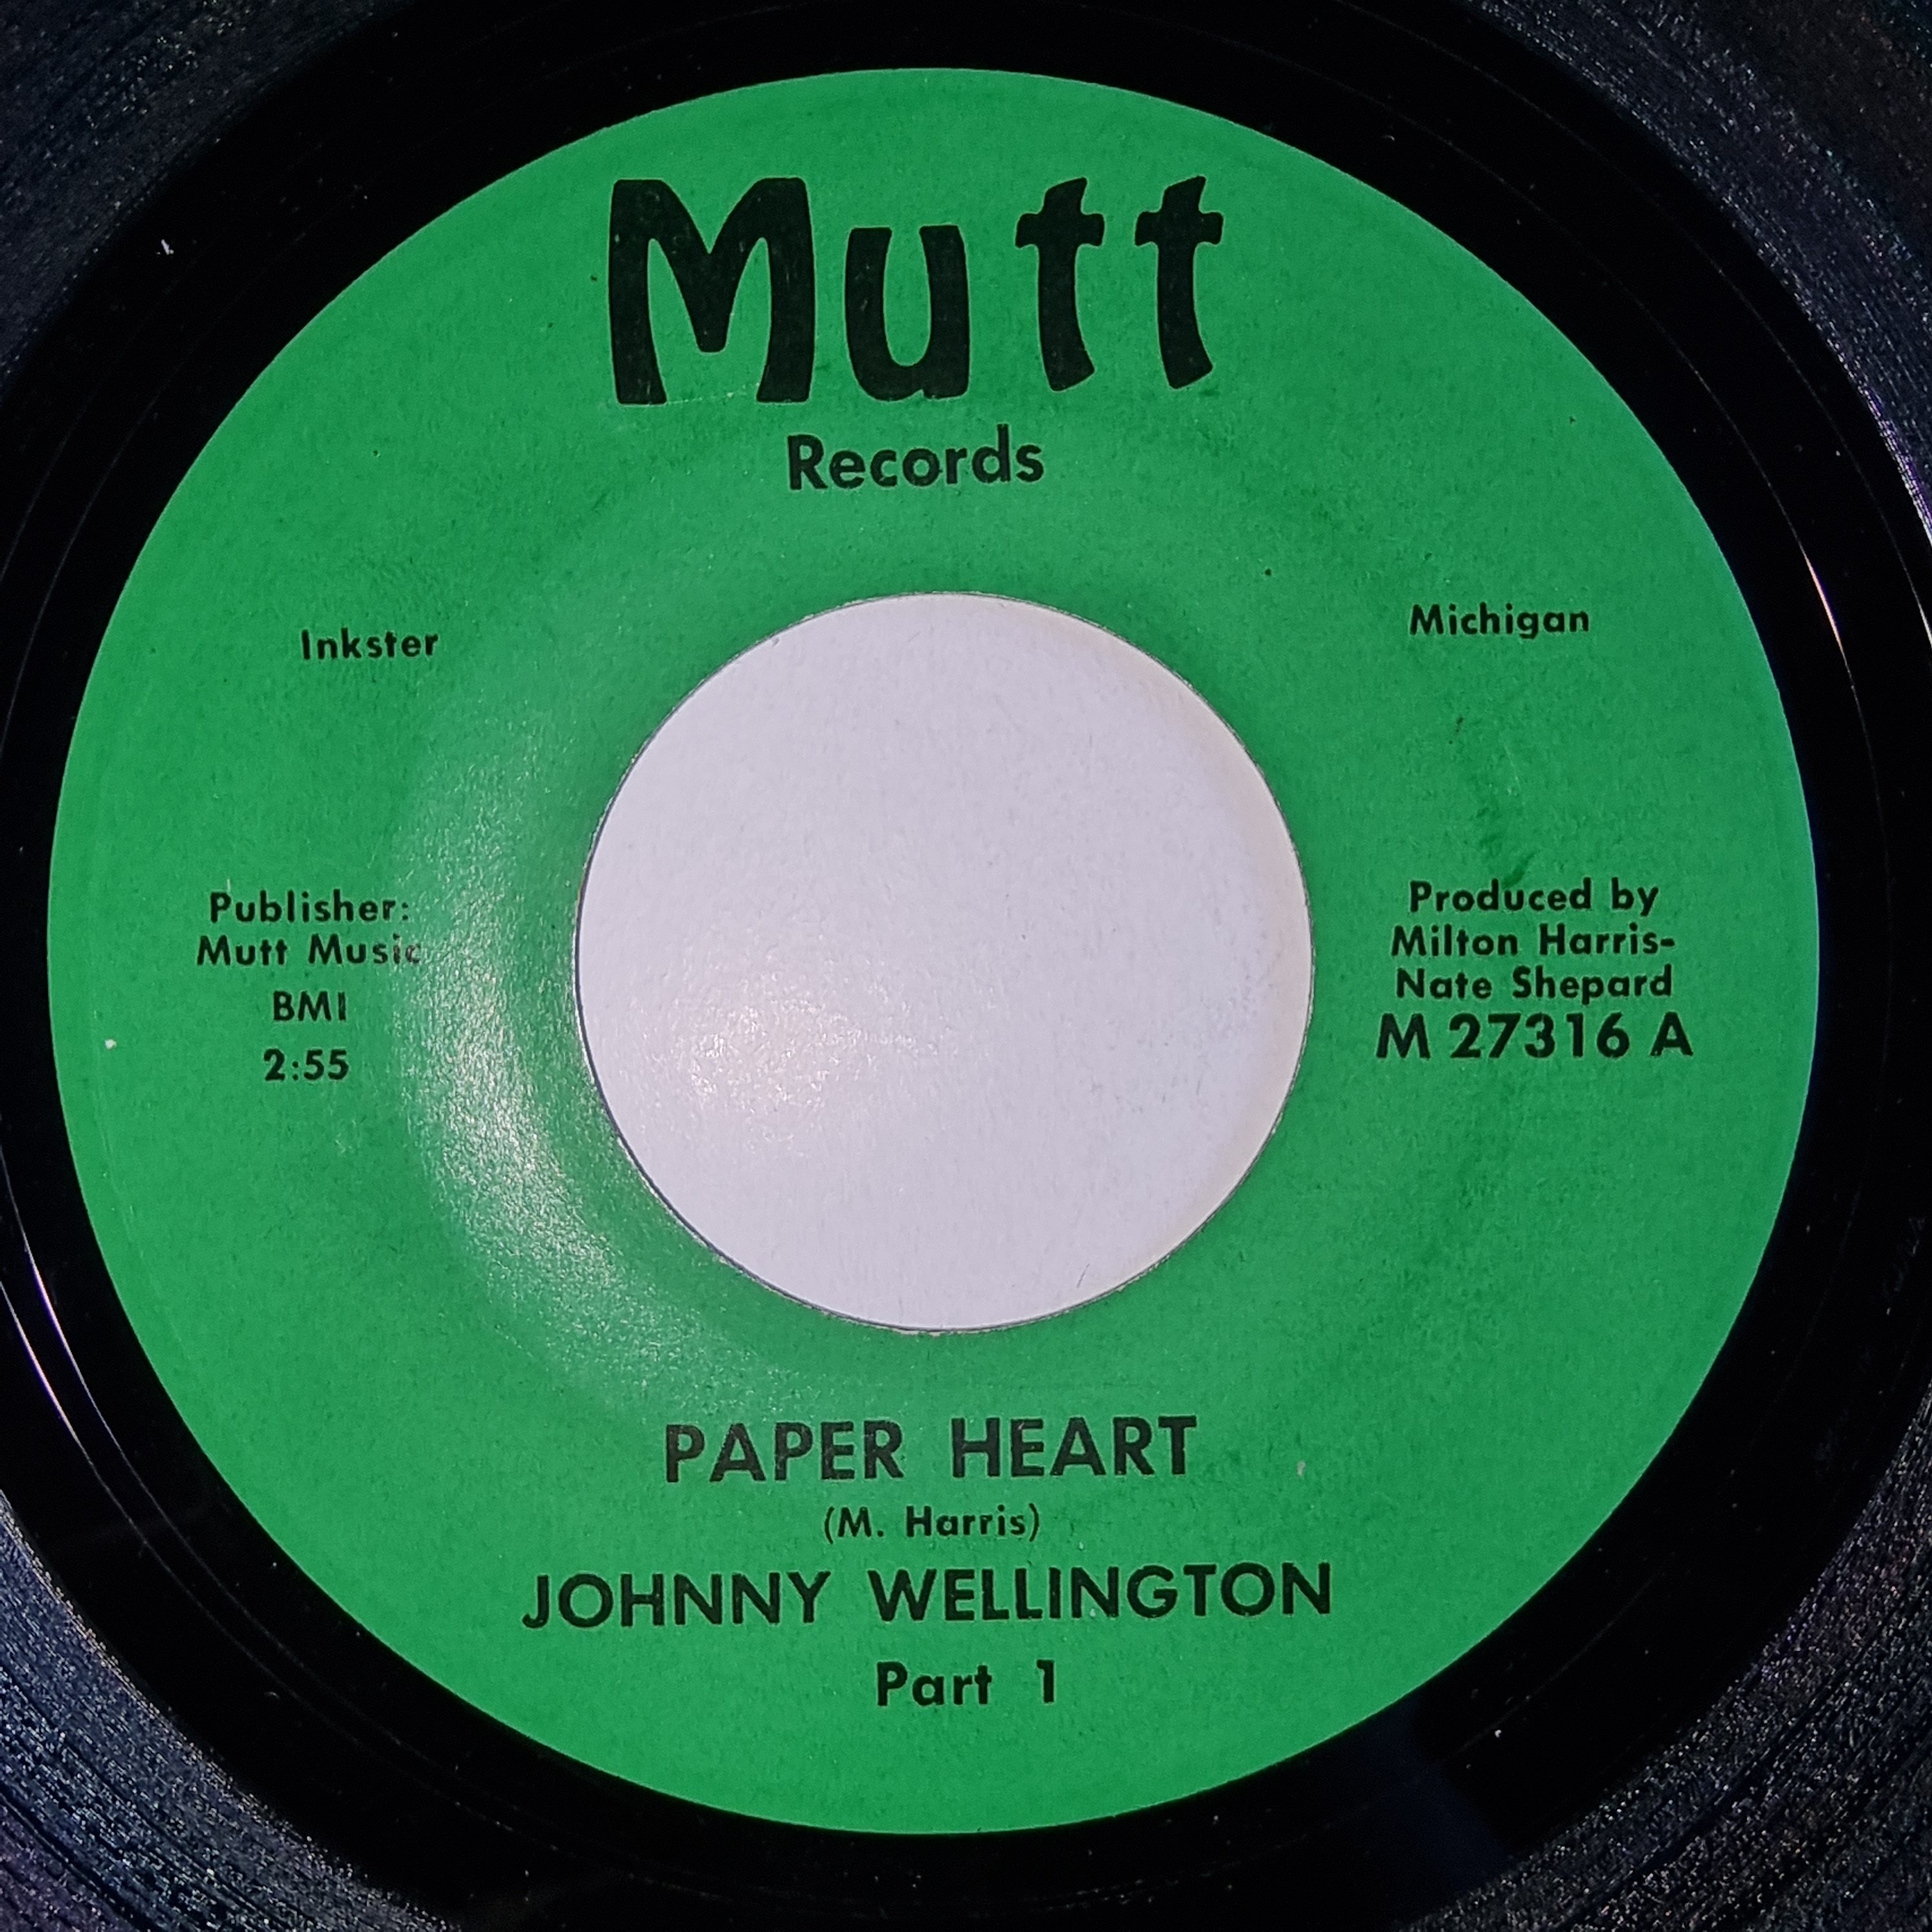 Mutt
Records
Inkster
Michigan
Publisher:
Mutt Music
BMI
2:55
Produced by
Milton Harris-
Nate Shepard
M 27316 A
PAPER HEART
(M. Harris)
JOHNNY WELLINGTON
Part 1